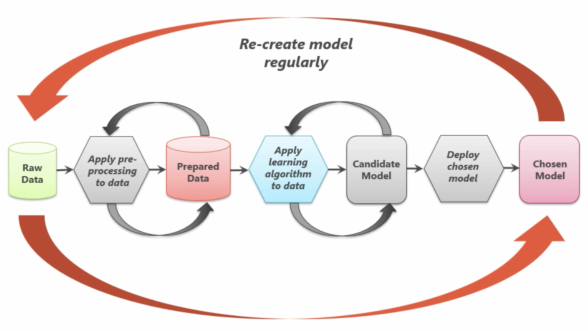 Re-create model
regularly
Raw
Data
Apply pre-
processing to
data
Prepared
Data
Apply
learning
algorithm
to data
Candidate
Model
Deploy
chosen
model
Chosen
Model